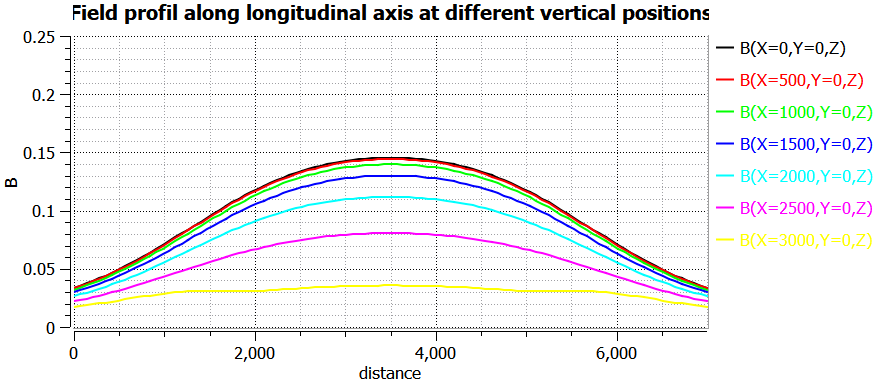 Field profil along longitudinal axis at different vertical positions
0.25
0.2
0.15
0.1
0.05
0
B
0
2,000
4,000
6,000
distance
B(X=0,Y=0,Z)
B(X=500,Y=0,Z)
B(X=1000,Y=0,Z)
B(X=1500,Y=0,Z)
B(X=2000,Y=0,Z)
B(X=2500,Y=0,Z)
B(X=3000,Y=0,Z)